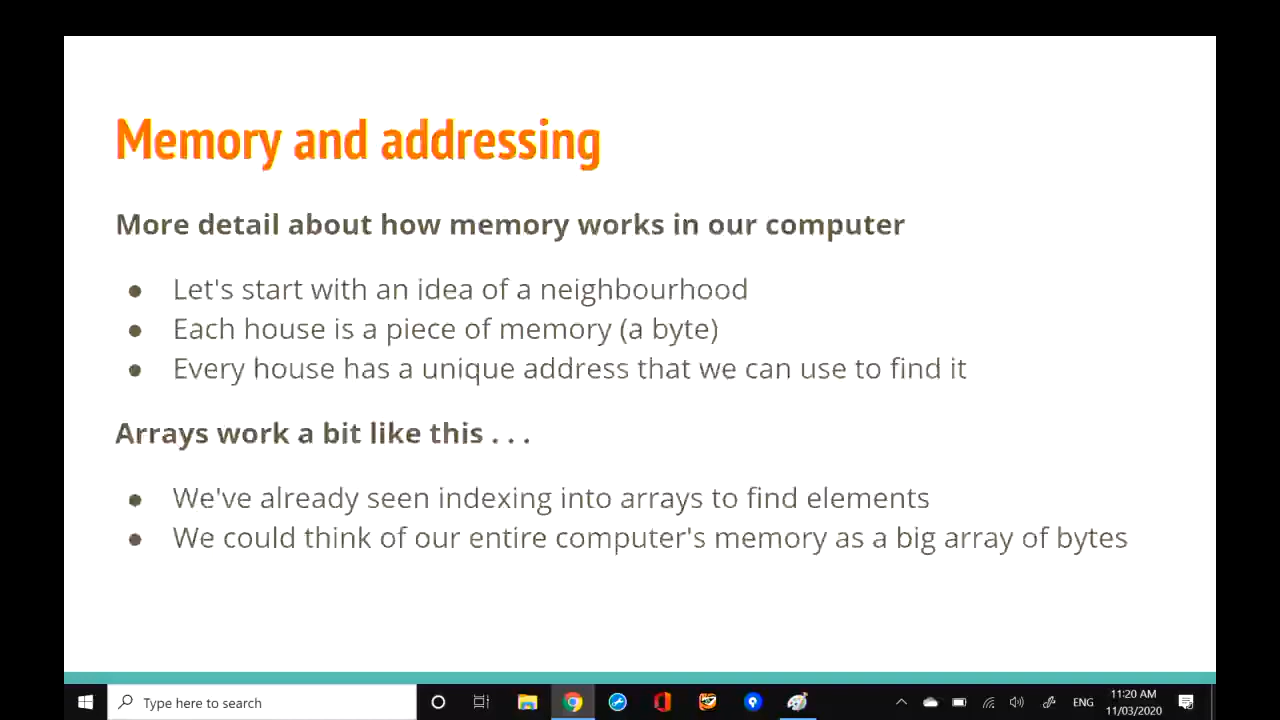 Memory and addressing
More detail about how memory works in our computer
● Let's start with an idea of a neighbourhood
● Each house is a piece of memory (a byte)
● Every house has a unique address that we can use to find it
Arrays work a bit like this . . .
● We've already seen indexing into arrays to find elements
● We could think of our entire computer's memory as a big array of bytes
Type here to search
ENG
11:20 AM
11/03/2020